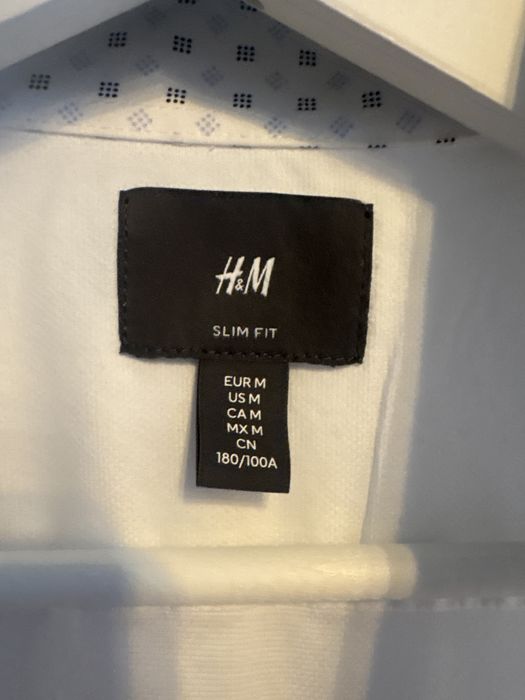 H&M
SLIM FIT
EUR M
US M
CA M
MX M
CN
180/100A